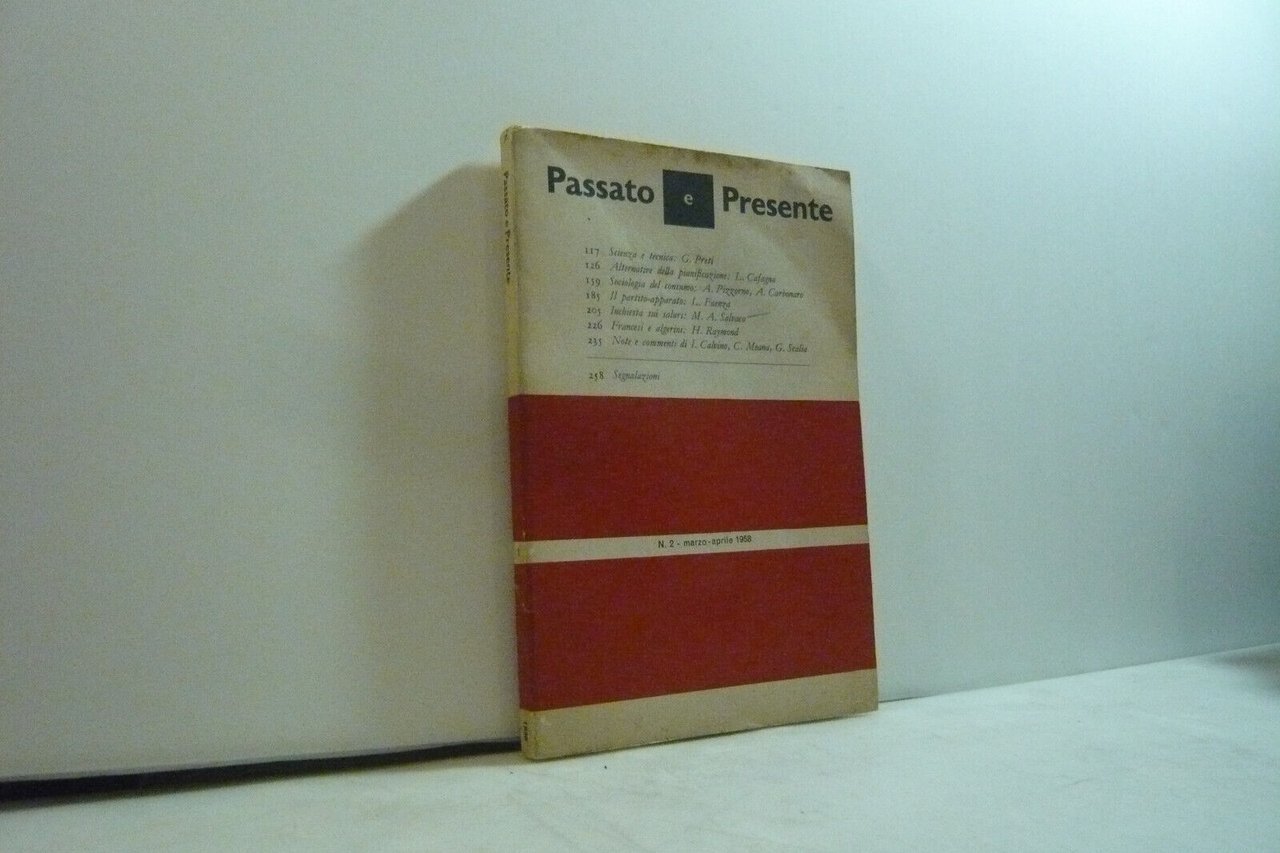 Passato e Presente
117 Scienza e tecnica: G. Preti
126 Alternative della pianificazione: L. Cafagna
159 Sociologia del consumo: A. Pizzorno, A. Carbonaro
185 Il partito-apparato: L. Faenza
205 Inchiesta sui salari: M. A. Salvaco
226 Francesi e algerini: H. Raymond
235 Note e commenti di I. Calvino, C. Muana, G. Scalia
258 Segnalazioni
N. 2 - marzo-aprile 1958
Passato e Presente